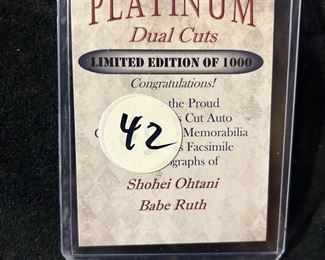 PLATINUM
Dual Cuts
LIMITED EDITION OF 1000
Congratulations!
the Proud
s Cut Auto
Memorabilia
s Facsimile
ographs of
Shohei Ohtani
Babe Ruth
42